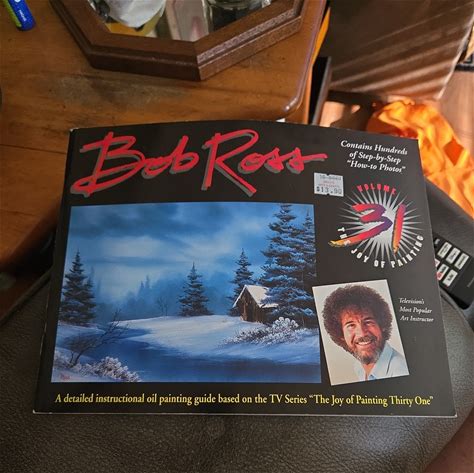 Bob Ross
Contains Hundreds
of Step-by-Step
"How-to Photos"
$13.90
VOLUME
31
THE JOY OF PAINTING
Television's
Most Popular
Art Instructor
A detailed instructional oil painting guide based on the TV Series "The Joy of Painting Thirty One"